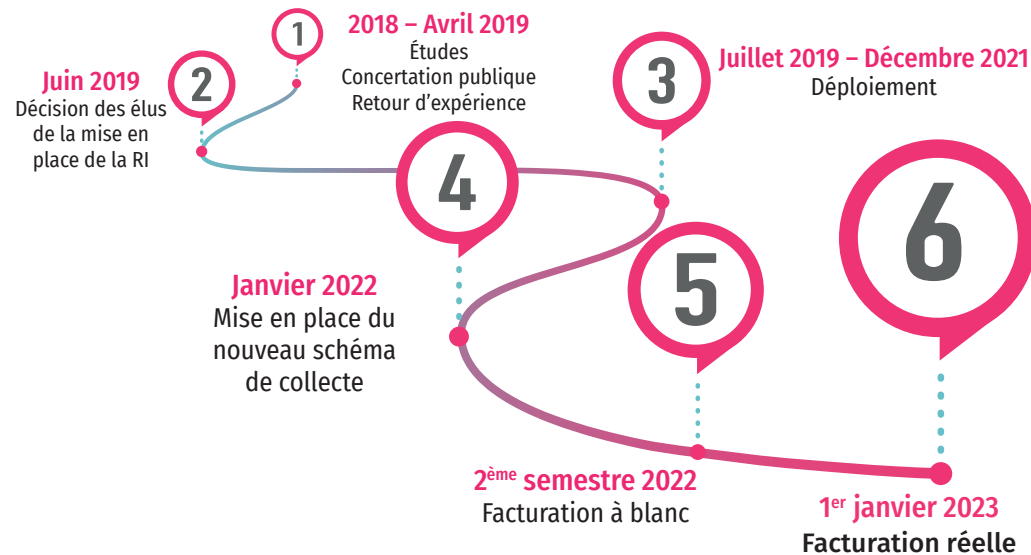 1
2018 – Avril 2019
Études
Concertation publique
Retour d’expérience
2
Juin 2019
Décision des élus
de la mise en
place de la RI
3
Juillet 2019 – Décembre 2021
Déploiement
4
Janvier 2022
Mise en place du
nouveau schéma
de collecte
5
2ème semestre 2022
Facturation à blanc
6
1er janvier 2023
Facturation réelle